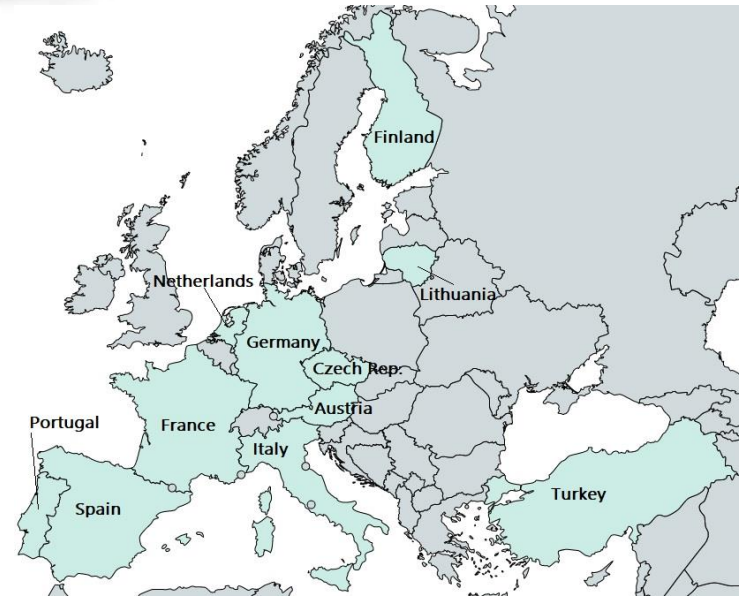 Finland
Netherlands
Lithuania
Germany
Czech Rep.
Austria
Portugal
France
Italy
Turkey
Spain